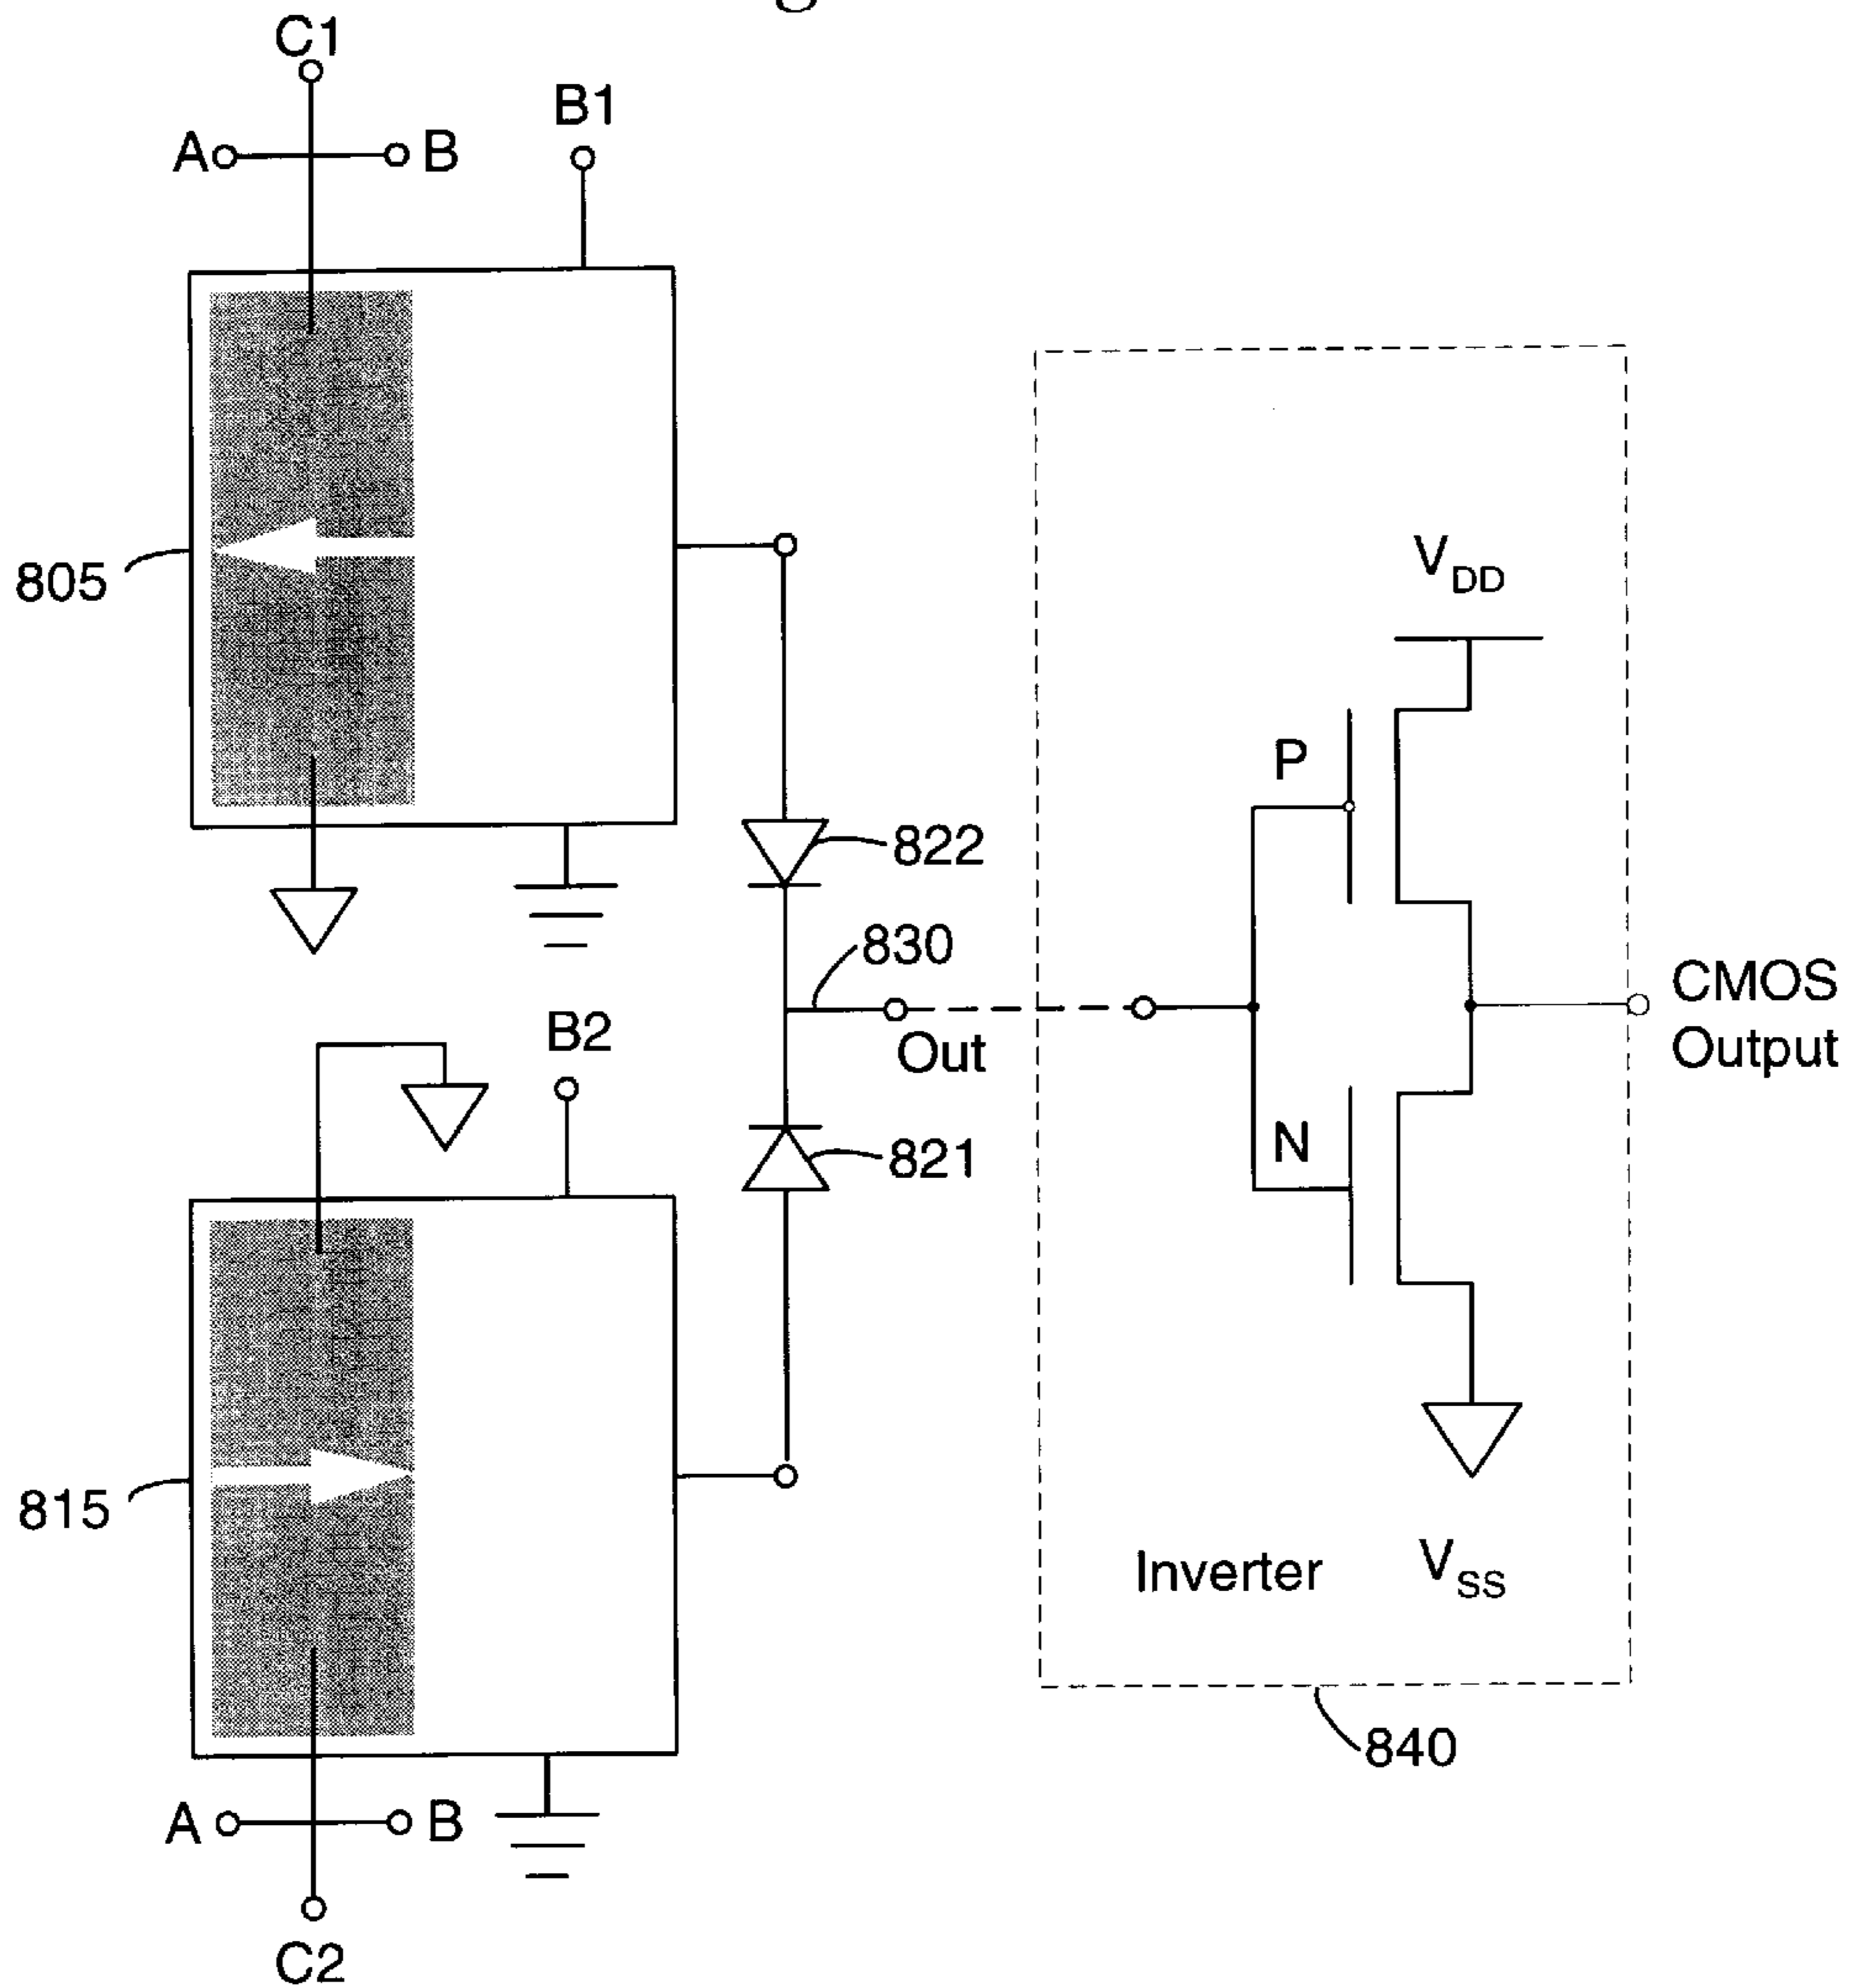 C1
A B
B1
805
822
830
Out
B2
821
815
A B
C2
P
N
VDD
VSS
Inverter
CMOS
Output
840